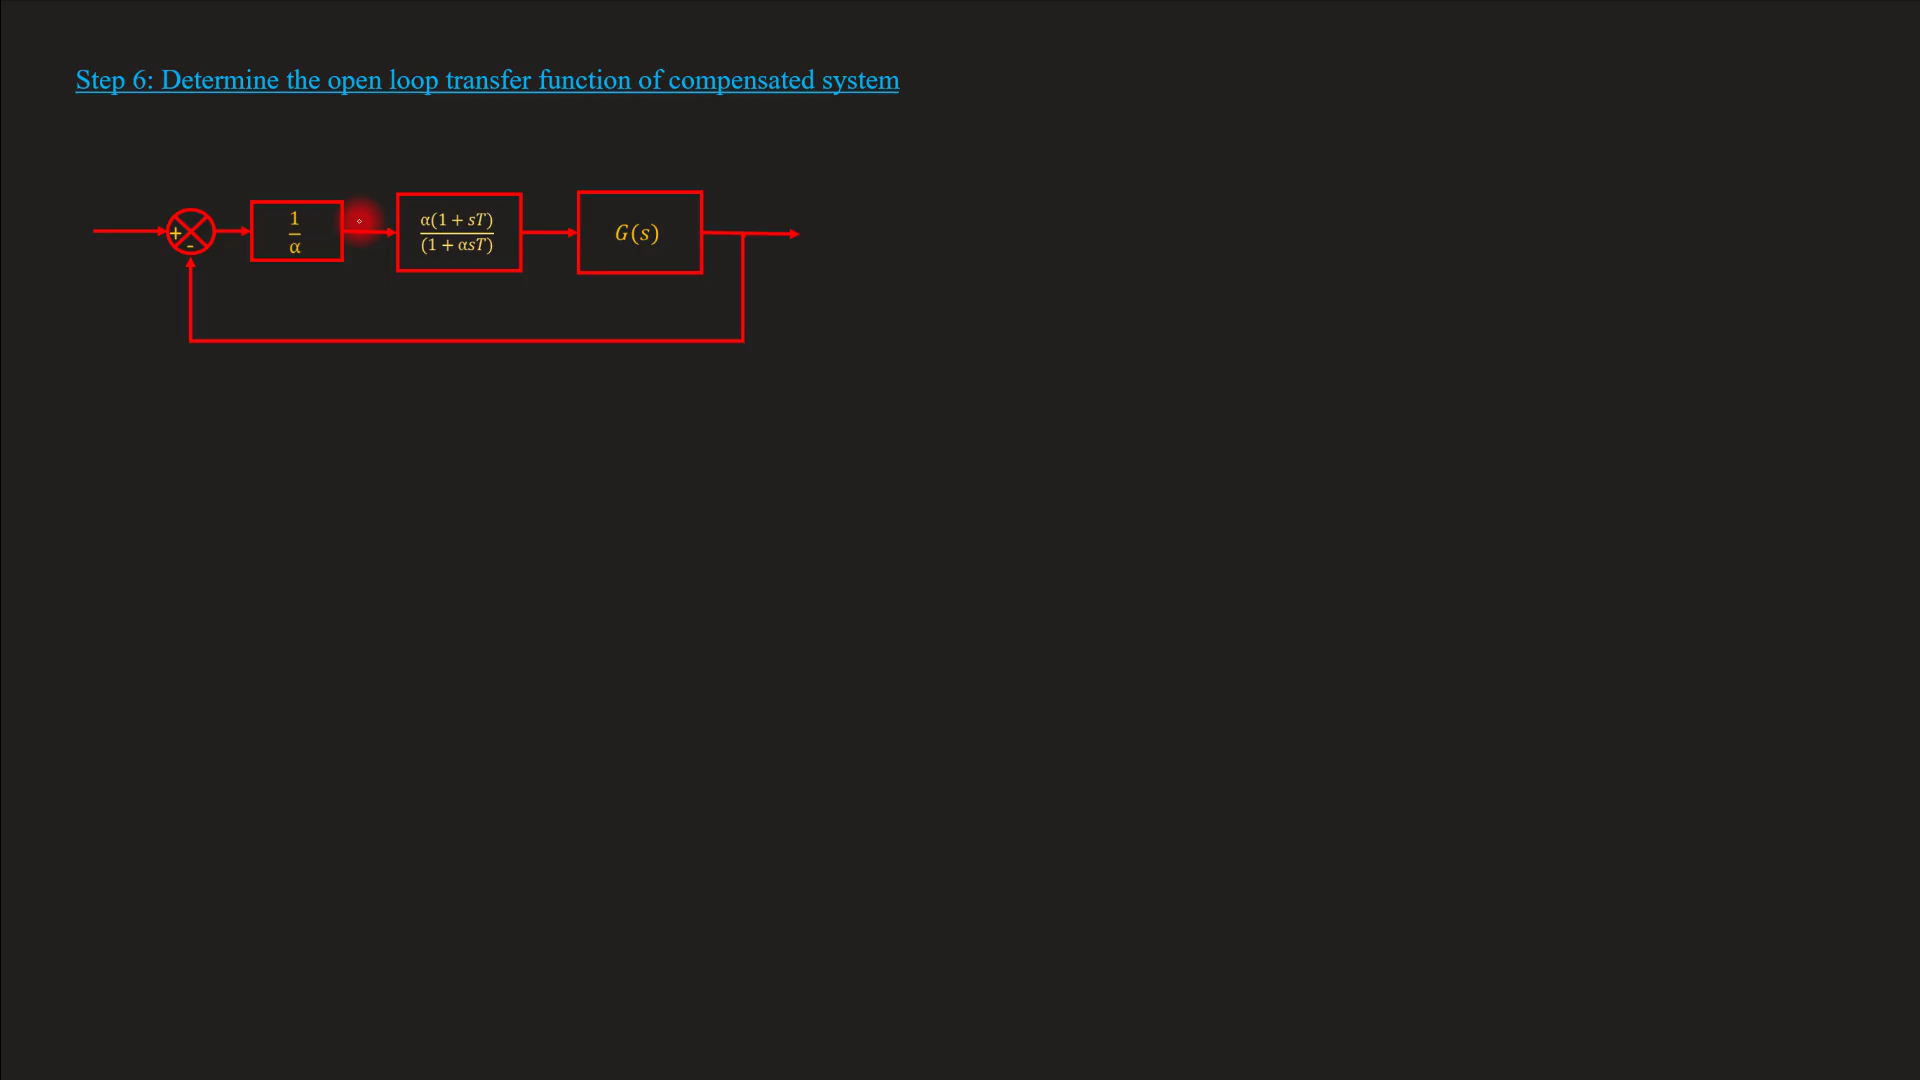 Step 6: Determine the open loop transfer function of compensated system
+
-
1
α
α(1 + sT)
(1 + αsT)
G(s)